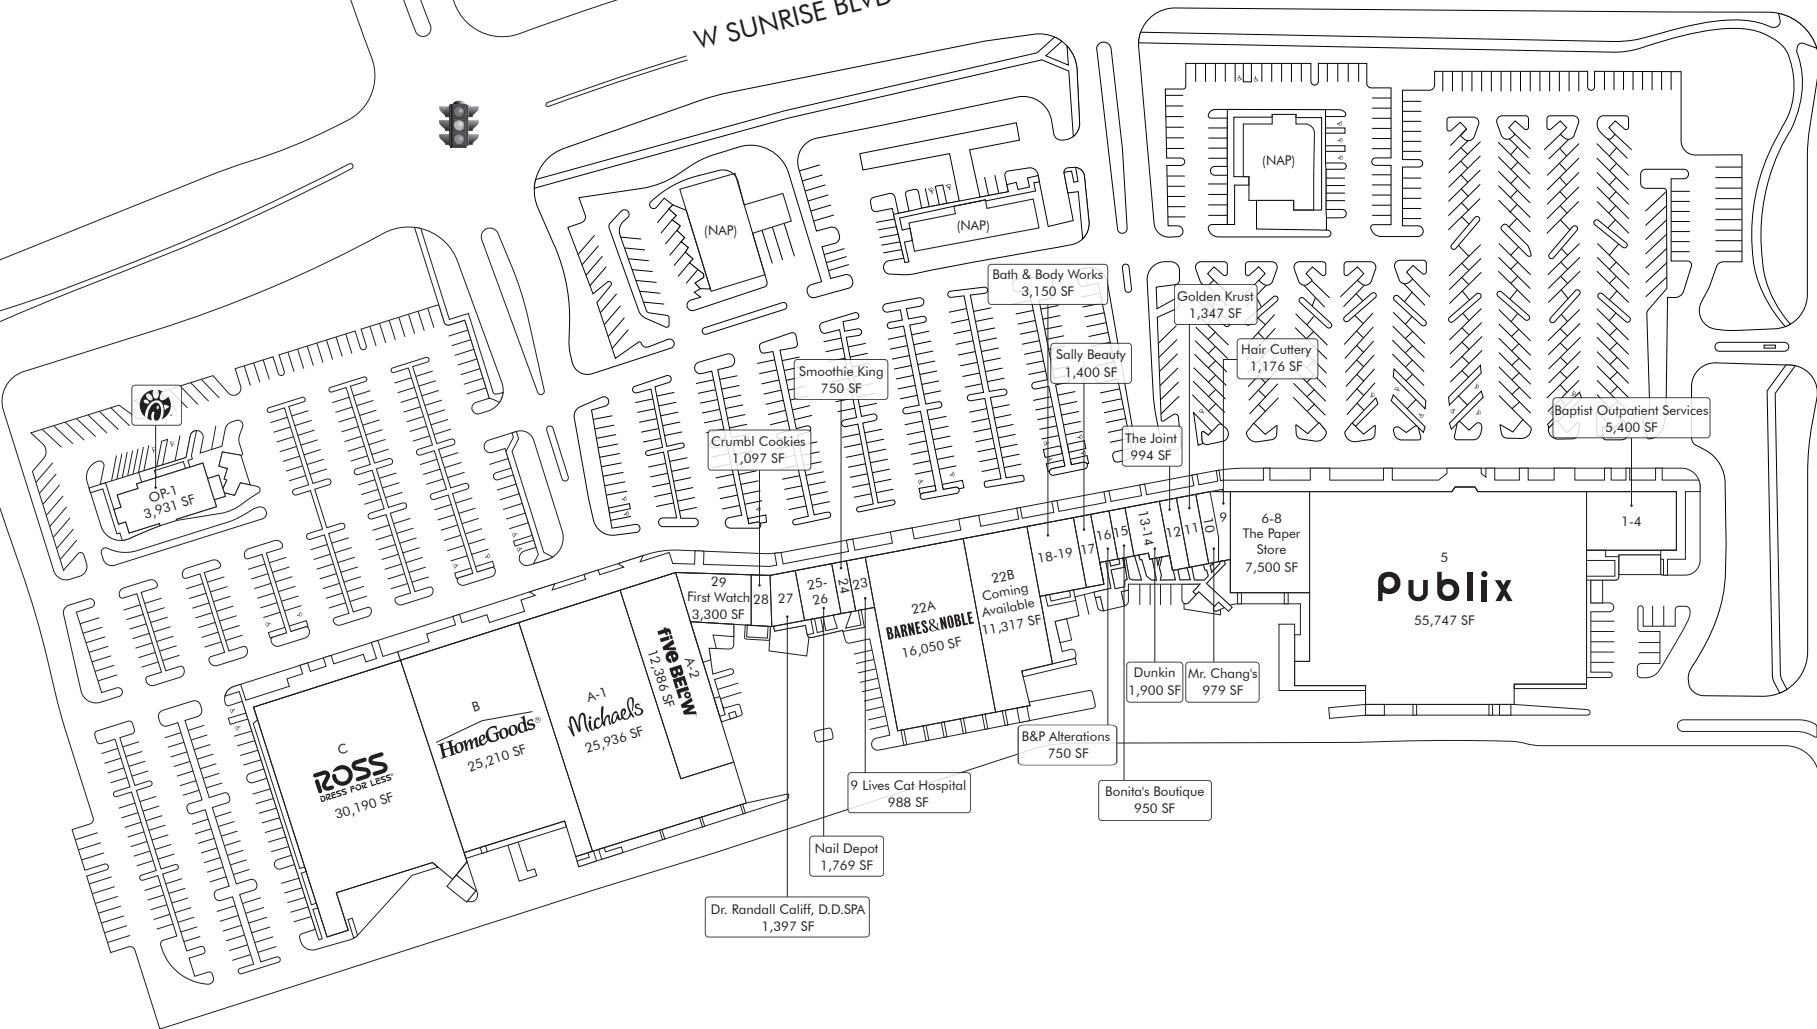 W SUNRISE BLVD
(NAP)
(NAP)
(NAP)
Bath & Body Works
3,150 SF
Golden Krust
1,347 SF
Sally Beauty
1,400 SF
Hair Cuttery
1,176 SF
Smoothie King
750 SF
Baptist Outpatient Services
5,400 SF
Crumbl Cookies
1,097 SF
The Joint
994 SF
OP-1
3,931 SF
1-4
5
Publix
55,747 SF
6-8
The Paper
Store
7,500 SF
9
10
11
12
13-14
15
16
17
18-19
22B
Coming
Available
11,317 SF
22A
BARNES&NOBLE
16,050 SF
23
24
25-
26
27
28
29
First Watch
3,300 SF
A-2
five BELOW
12,386 SF
A-1
Michaels
25,936 SF
B
HomeGoods®
25,210 SF
C
ROSS
DRESS FOR LESS®
30,190 SF
Dunkin
1,900 SF
Mr. Chang's
979 SF
B&P Alterations
750 SF
Bonita's Boutique
950 SF
9 Lives Cat Hospital
988 SF
Nail Depot
1,769 SF
Dr. Randall Califf, D.D.SPA
1,397 SF